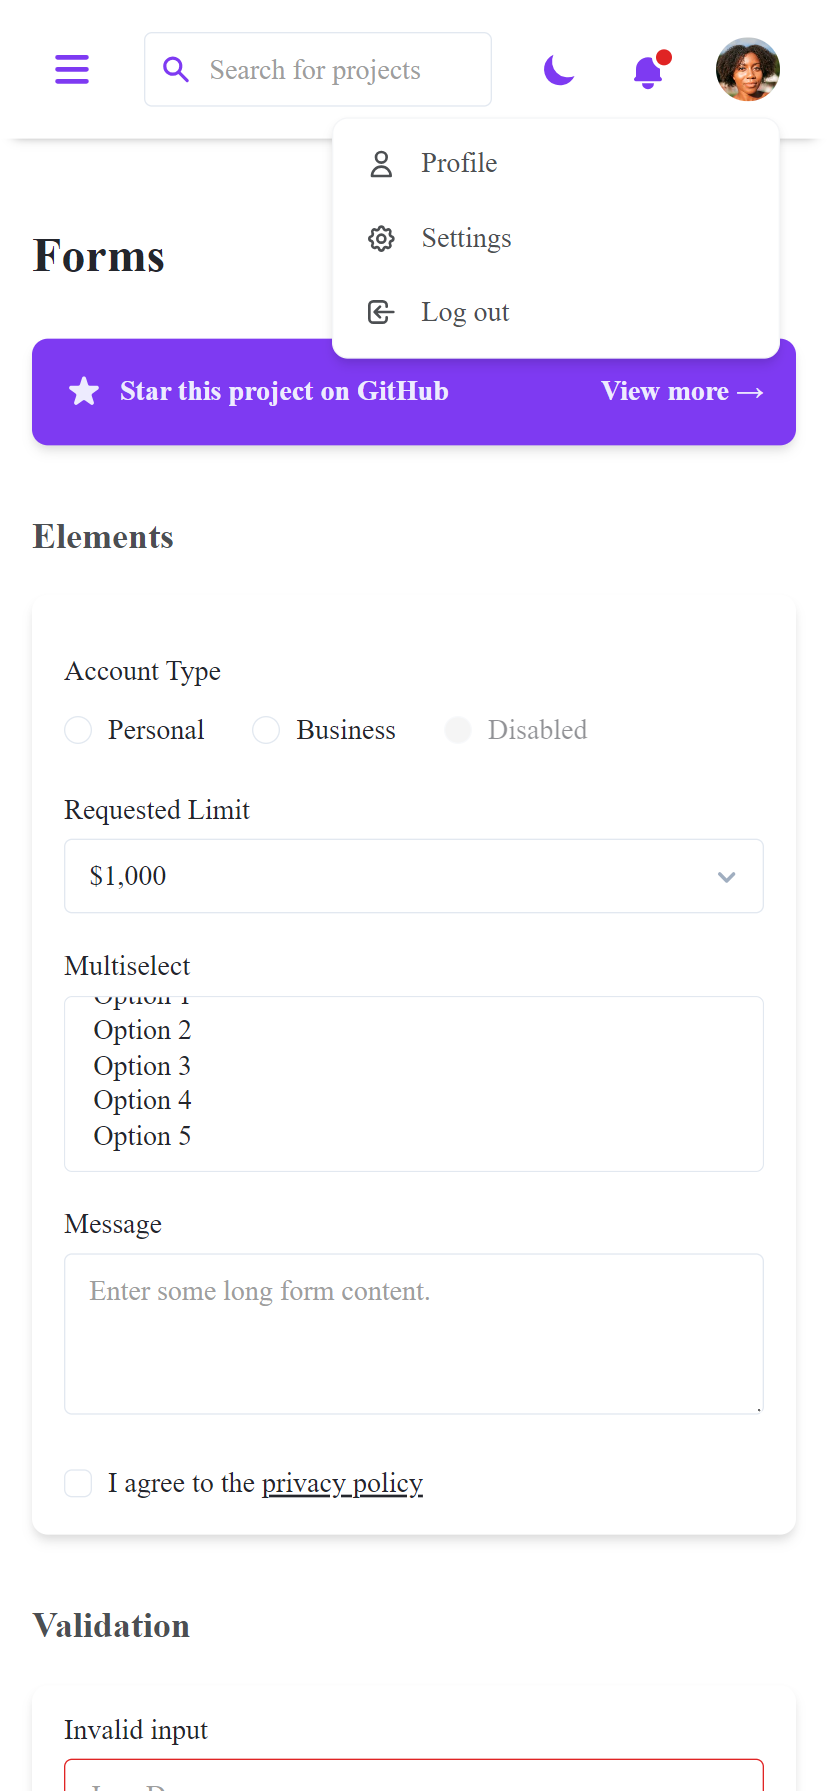 Search for projects
Profile
Settings
Log out
Forms
Star this project on GitHub
View more →
Elements
Account Type
Personal
Business
Disabled
Requested Limit
$1,000
Multiselect
Option 1
Option 2
Option 3
Option 4
Option 5
Message
Enter some long form content.
I agree to the privacy policy
Validation
Invalid input